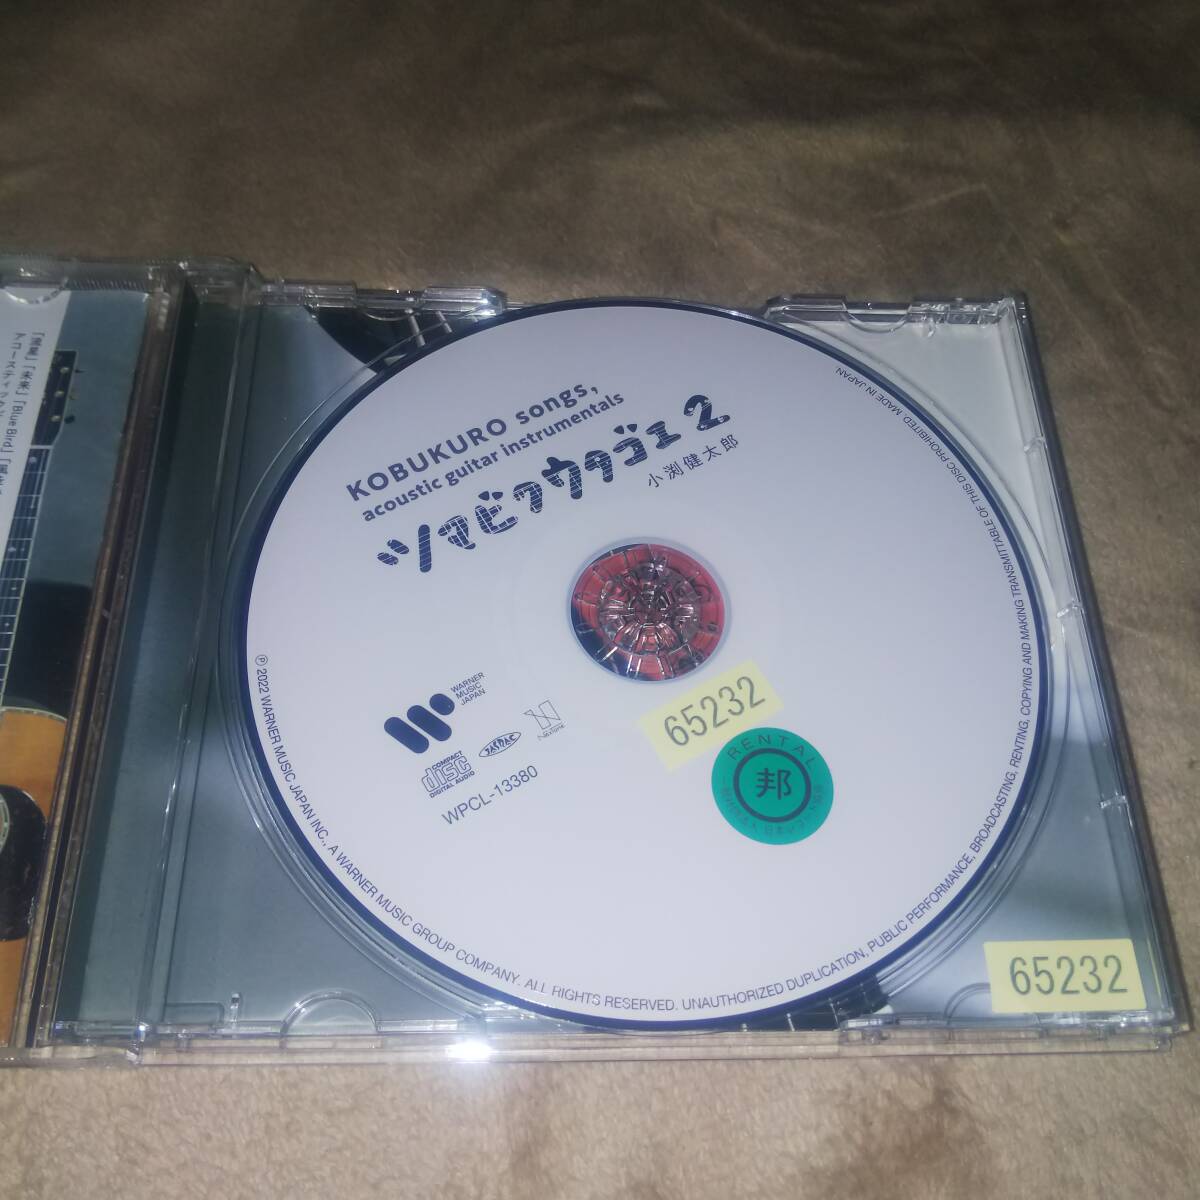 「未来」「Blue Bird」
KOBUKURO songs,
acoustic guitar instrumentals
ツマビクウタゴエ2
小渕健太郎
WARNER
MUSIC
JAPAN
COMPACT
disc
DIGITAL AUDIO
JASRAC
NexTone
WPCL-13380
65232
RENTAL
邦
℗ 2022 WARNER MUSIC JAPAN INC., A WARNER MUSIC GROUP COMPANY. ALL RIGHTS RESERVED. UNAUTHORIZED DUPLICATION, PUBLIC PERFORMANCE, BROADCASTING, RENTING, COPYING AND MAKING TRANSMITTABLE OF THIS DISC PROHIBITED. MADE IN JAPAN.
65232